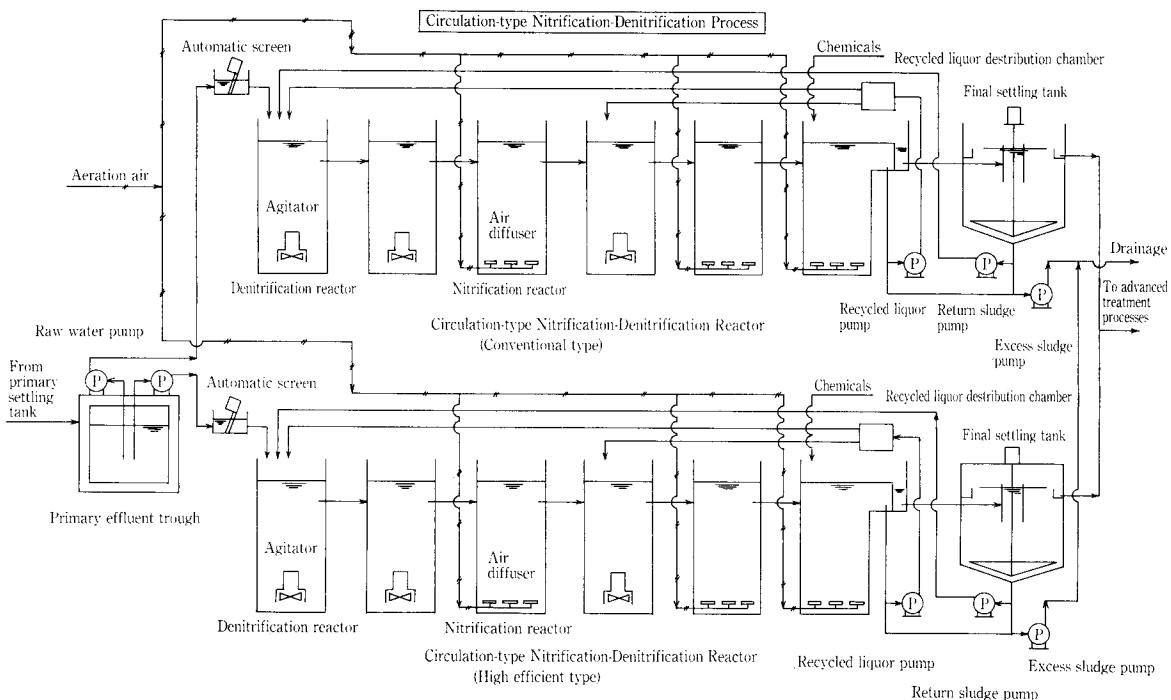 Circulation-type Nitrification-Denitrification Process
Automatic screen
Chemicals
Recycled liquor destribution chamber
Final settling tank
Aeration air
Agitator
Air
diffuser
Denitrification reactor
Nitrification reactor
Circulation-type Nitrification-Denitrification Reactor
(Conventional type)
P
P
P
Recycled liquor
pump
Return sludge
pump
Excess sludge
pump
Drainage
To advanced
treatment
processes
Raw water pump
From
primary
settling
tank
P
P
Primary effluent trough
Automatic screen
Chemicals
Recycled liquor destribution chamber
Final settling tank
Agitator
Air
diffuser
Denitrification reactor
Nitrification reactor
Circulation-type Nitrification-Denitrification Reactor
(High efficient type)
P
P
P
Recycled liquor pump
Excess sludge pump
Return sludge pump